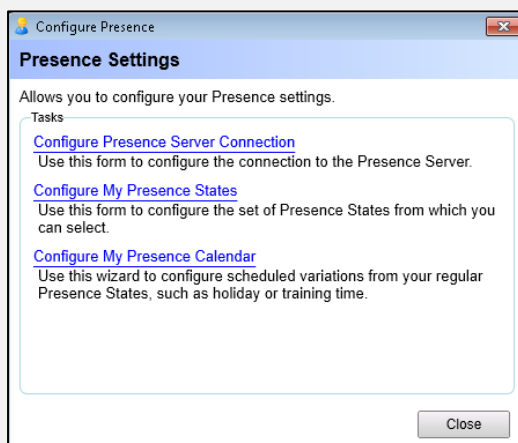 Configure Presence
Presence Settings
Allows you to configure your Presence settings.
Tasks
Configure Presence Server Connection
Use this form to configure the connection to the Presence Server.
Configure My Presence States
Use this form to configure the set of Presence States from which you
can select.
Configure My Presence Calendar
Use this wizard to configure scheduled variations from your regular
Presence States, such as holiday or training time.
Close